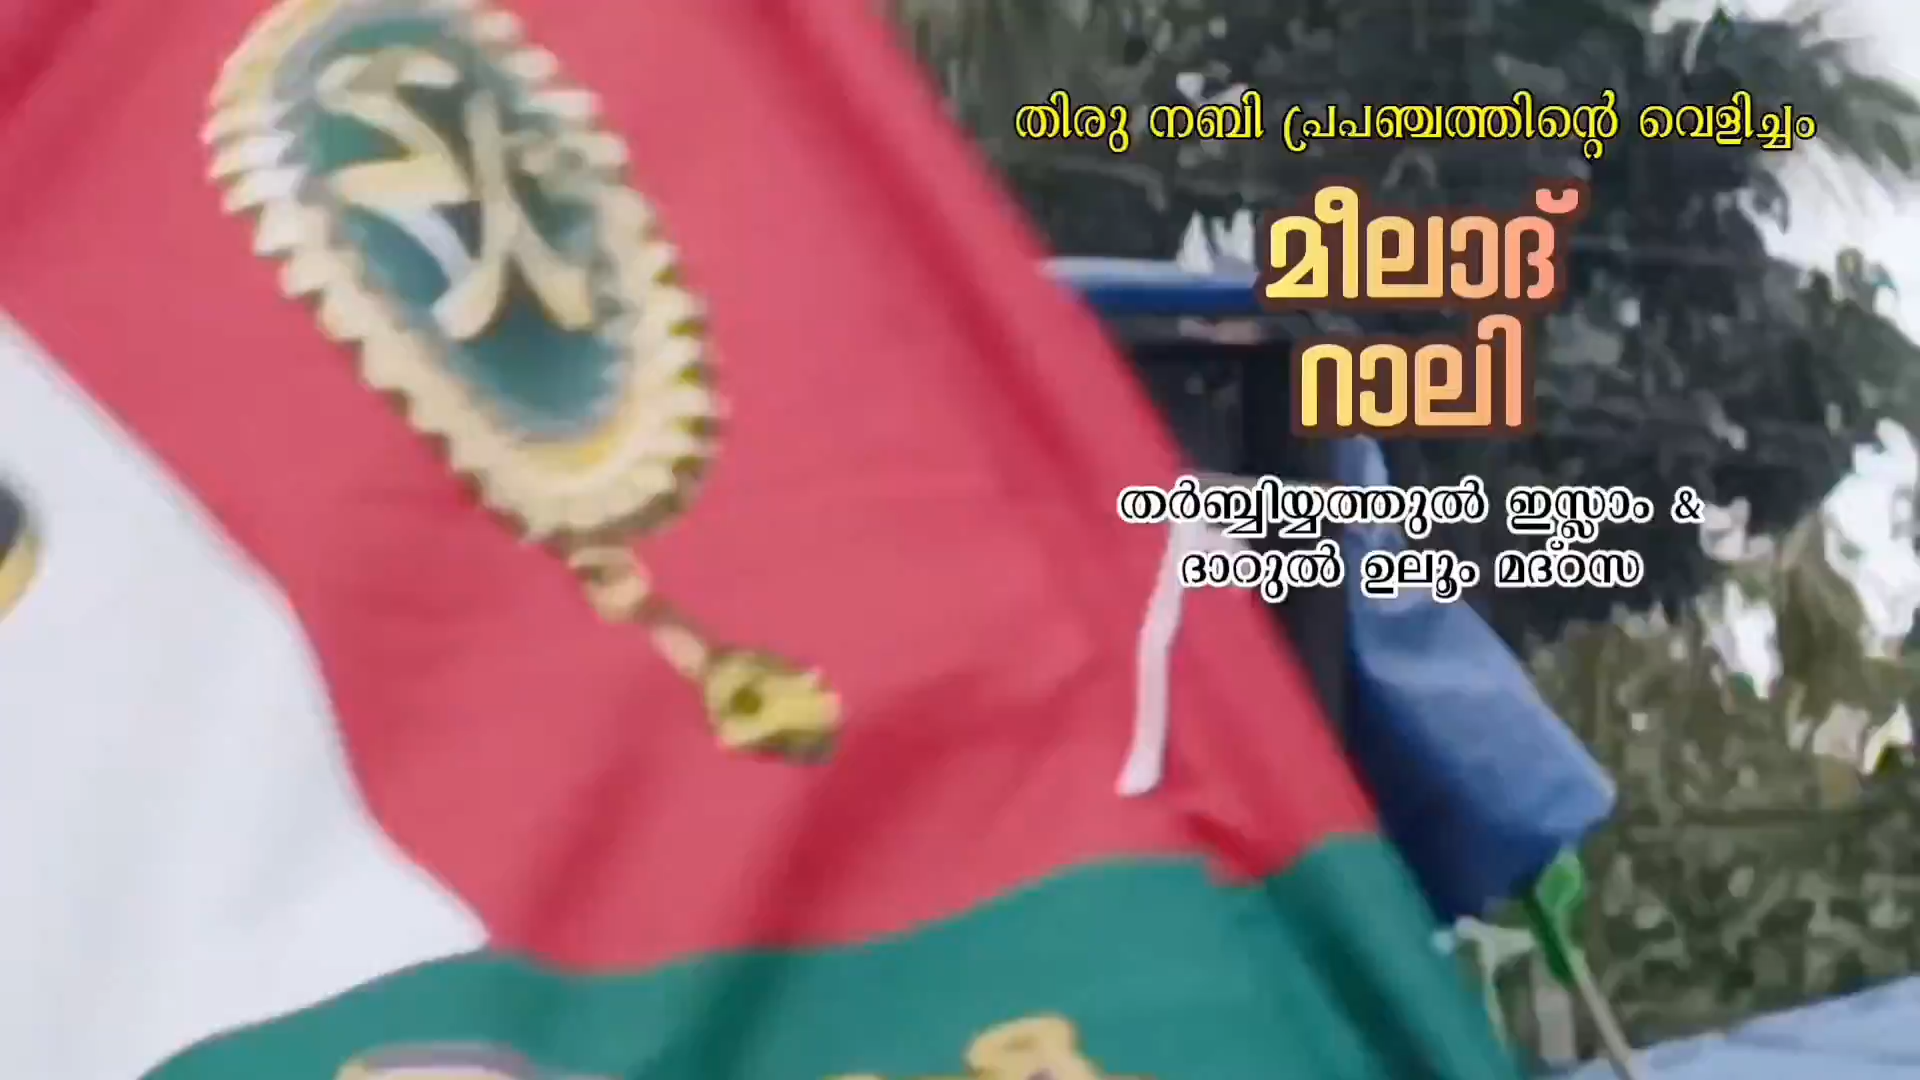 തിരു നബി പ്രപഞ്ചത്തിന്റെ വെളിച്ചം
മീലാദ്
റാലി
തർബ്ബിയ്യത്തുൽ ഇസ്ലാം &
ദാറുൽ ഉലൂം മദ്റസ